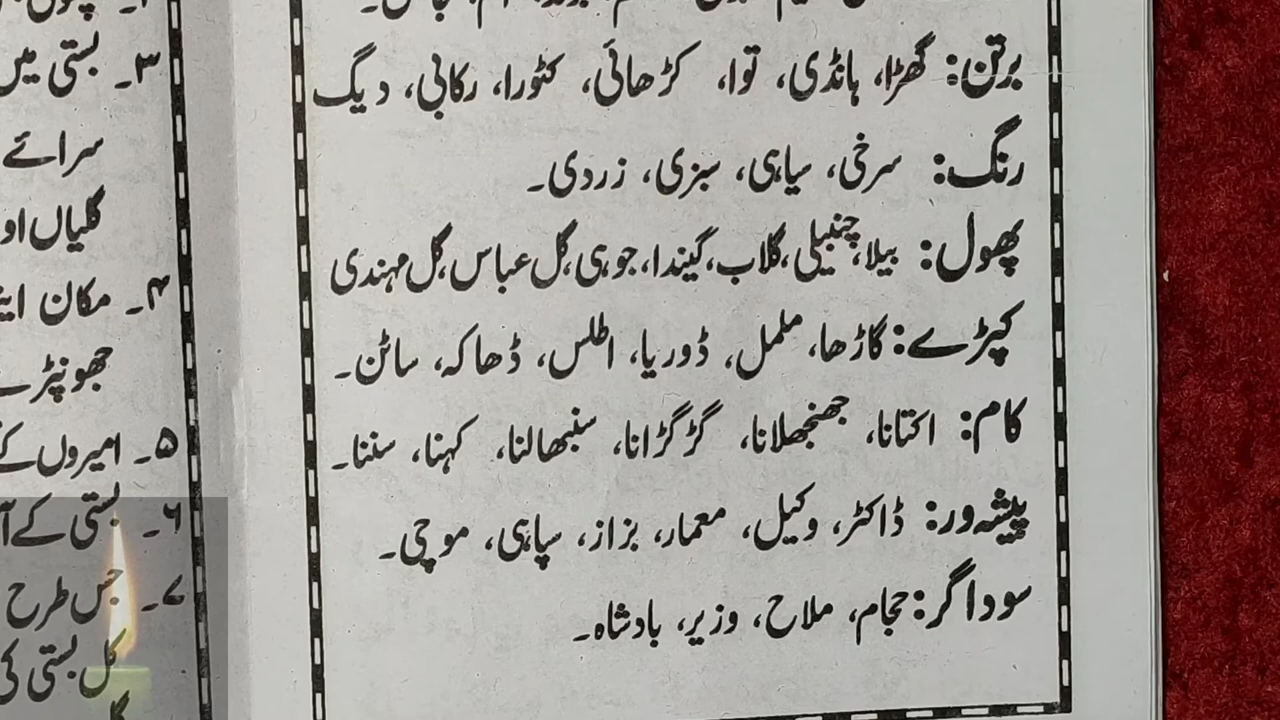 برتن: گھڑا، ہانڈی، توا، کڑھائی، کٹورا، رکابی، دیگ
رنگ: سرخی، سیاہی، سبزی، زردی۔
پھول: بیلا، چنبیلی، گلاب، گیندا، جوہی، گل عباس، گل مہندی
کپڑے: گاڑھا، ململ، ڈوریا، اطلس، ڈھاکہ، ساٹن۔
کام: اکتانا، جھنجھلانا، گڑگڑانا، سنبھالنا، کہنا، سننا۔
پیشہ ور: ڈاکٹر، وکیل، معمار، بزاز، سپاہی، موچی۔
سوداگر: حجام، ملاح، وزیر، بادشاہ۔
۳۔ بستی میں
سرائے
گلیاں او
۴۔ مکان
۵۔ امیروں کے
۶۔ بستی کے
۷۔ جس طرح
کل بستی کی